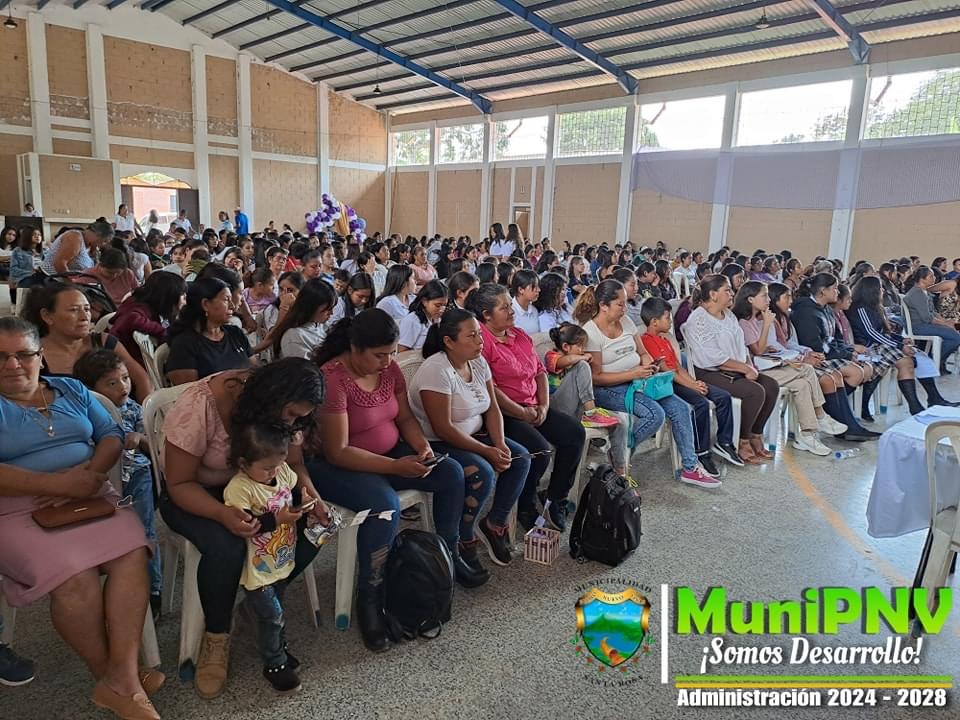 MUNICIPALIDAD
NUEVO
SANTA ROSA
MuniPNV
¡Somos Desarrollo!
Administración 2024 - 2028